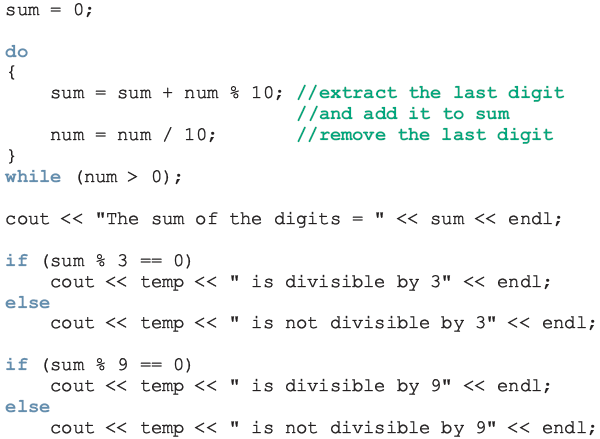 sum = 0;
do
{
    sum = sum + num % 10; //extract the last digit
                          //and add it to sum
    num = num / 10;       //remove the last digit
}
while (num > 0);
cout << "The sum of the digits = " << sum << endl;
if (sum % 3 == 0)
    cout << temp << " is divisible by 3" << endl;
else
    cout << temp << " is not divisible by 3" << endl;
if (sum % 9 == 0)
    cout << temp << " is divisible by 9" << endl;
else
    cout << temp << " is not divisible by 9" << endl;